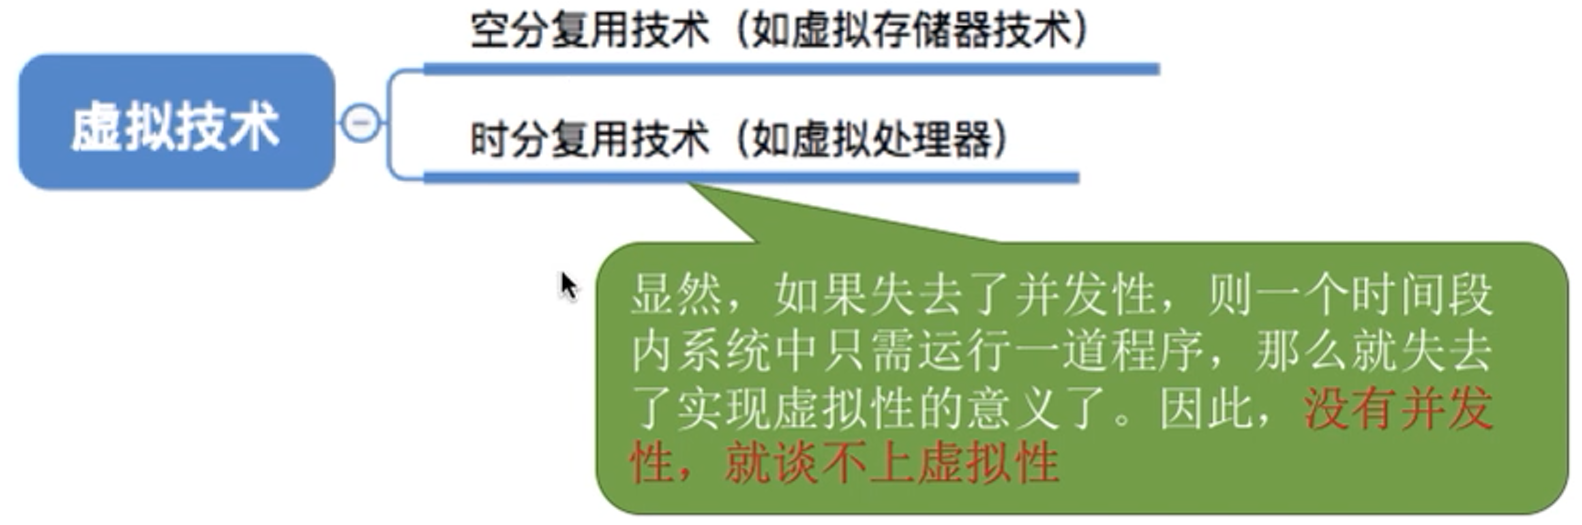 空分复用技术（如虚拟存储器技术）
虚拟技术
时分复用技术（如虚拟处理器）
显然，如果失去了并发性，则一个时间段
内系统中只需运行一道程序，那么就失去
了实现虚拟性的意义了。因此，没有并发
性，就谈不上虚拟性